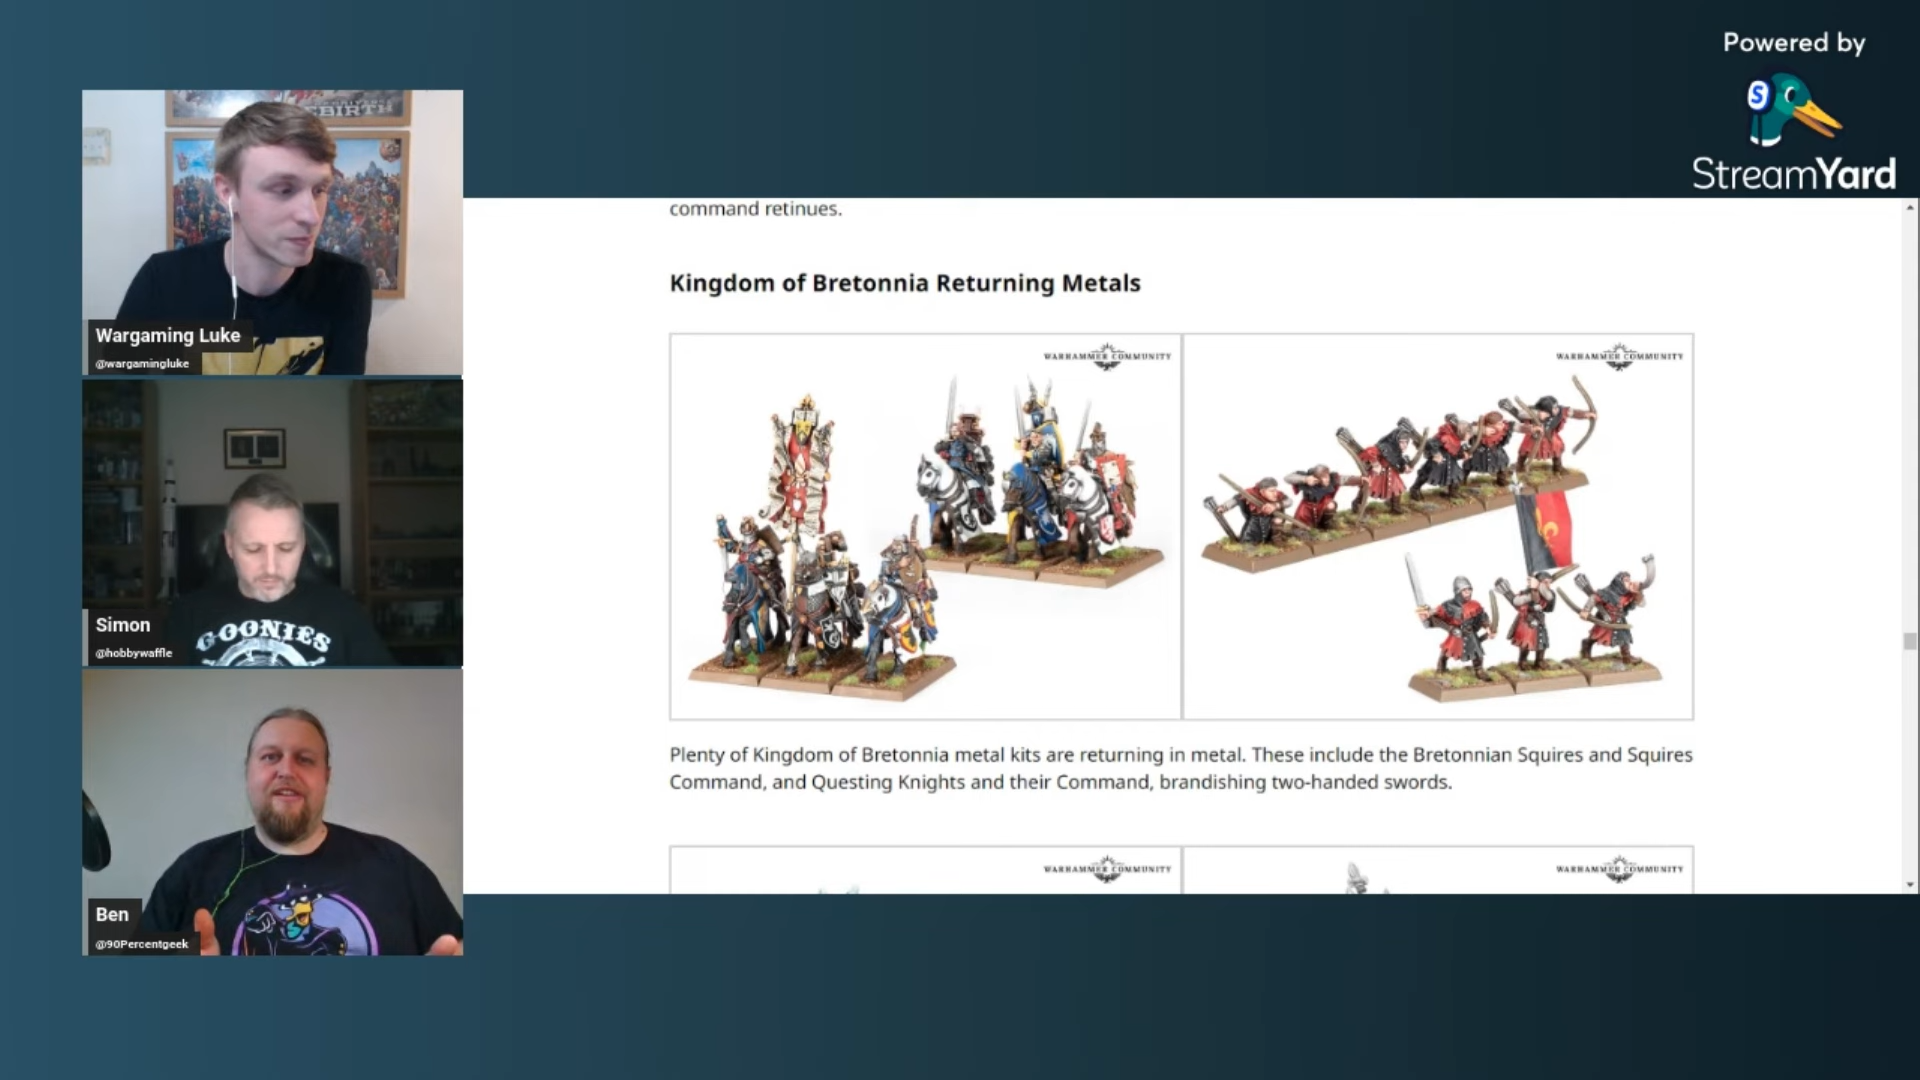 Powered by
StreamYard
EBIRTH
Wargaming Luke
@wargamingluke
GOONIES
Simon
@hobbywaffle
Ben
@90Percentgeek
command retinues.
Kingdom of Bretonnia Returning Metals
WARHAMMER COMMUNITY
WARHAMMER COMMUNITY
Plenty of Kingdom of Bretonnia metal kits are returning in metal. These include the Bretonnian Squires and Squires
Command, and Questing Knights and their Command, brandishing two-handed swords.
WARHAMMER COMMUNITY
WARHAMMER COMMUNITY